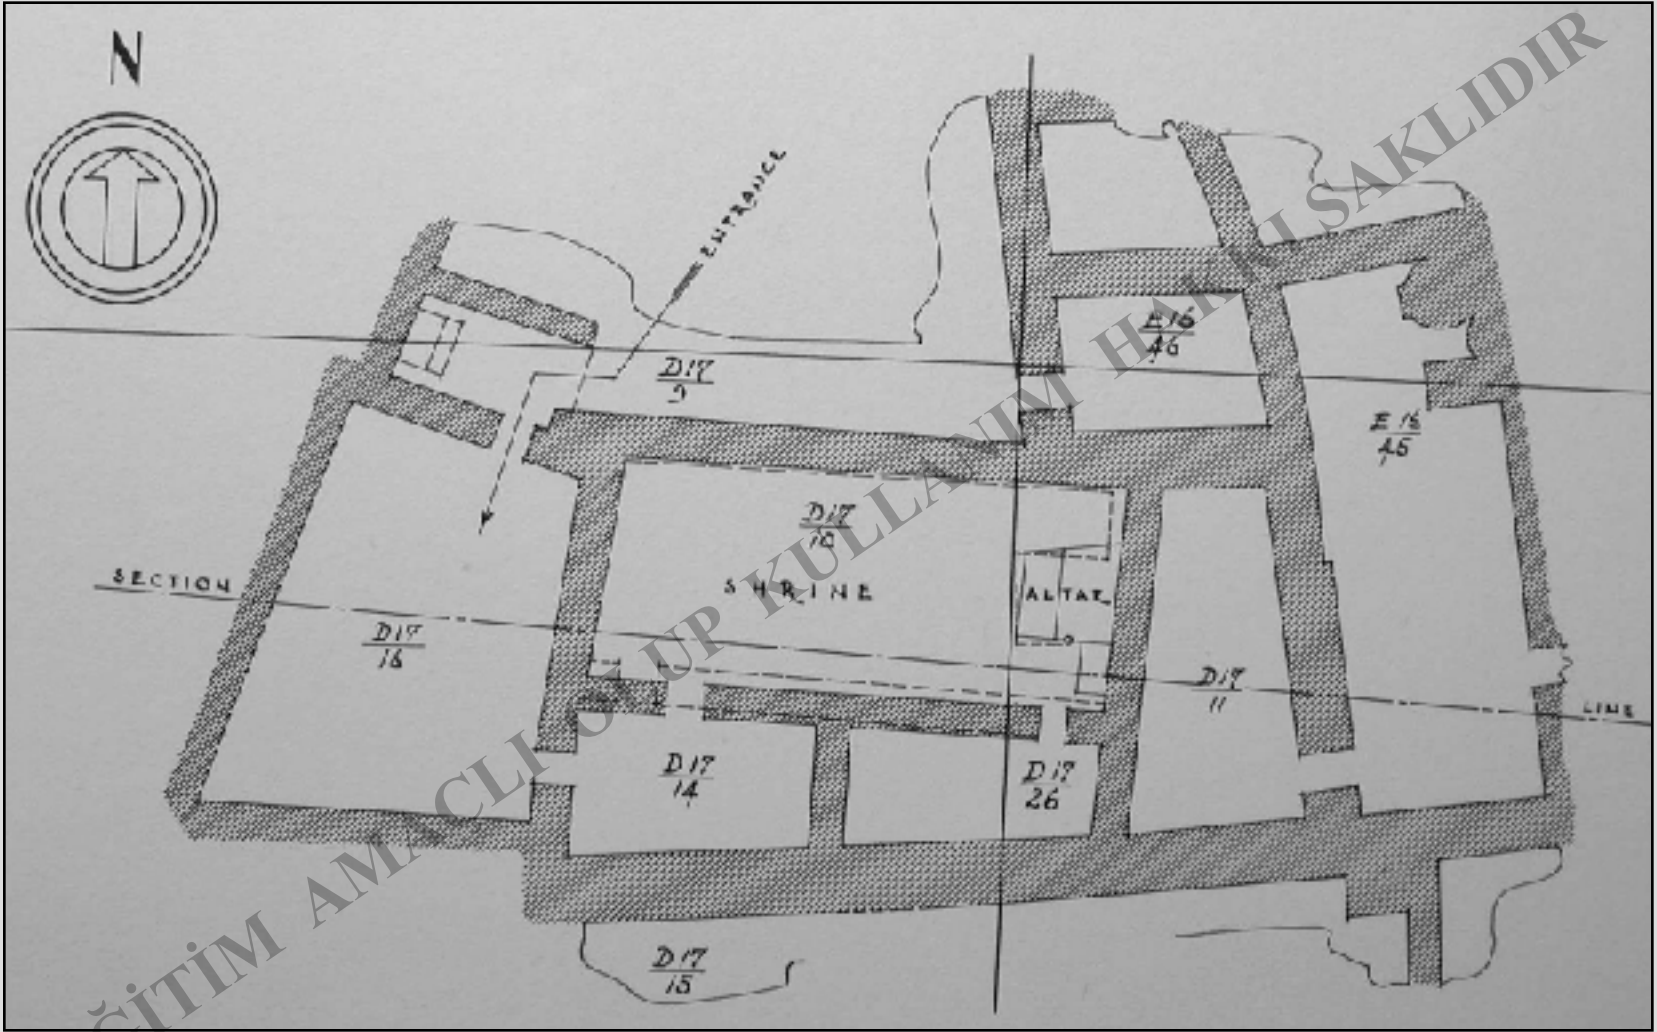 N
ENTRANCE
D17
9
E16
46
E16
45
D17
10
SHRINE
ALTAR
SECTION
D17
16
D17
11
LINE
D17
14
D17
26
D17
15
EĞİTİM AMAÇLI OLUP KULLANIM HAKKI SAKLIDIR